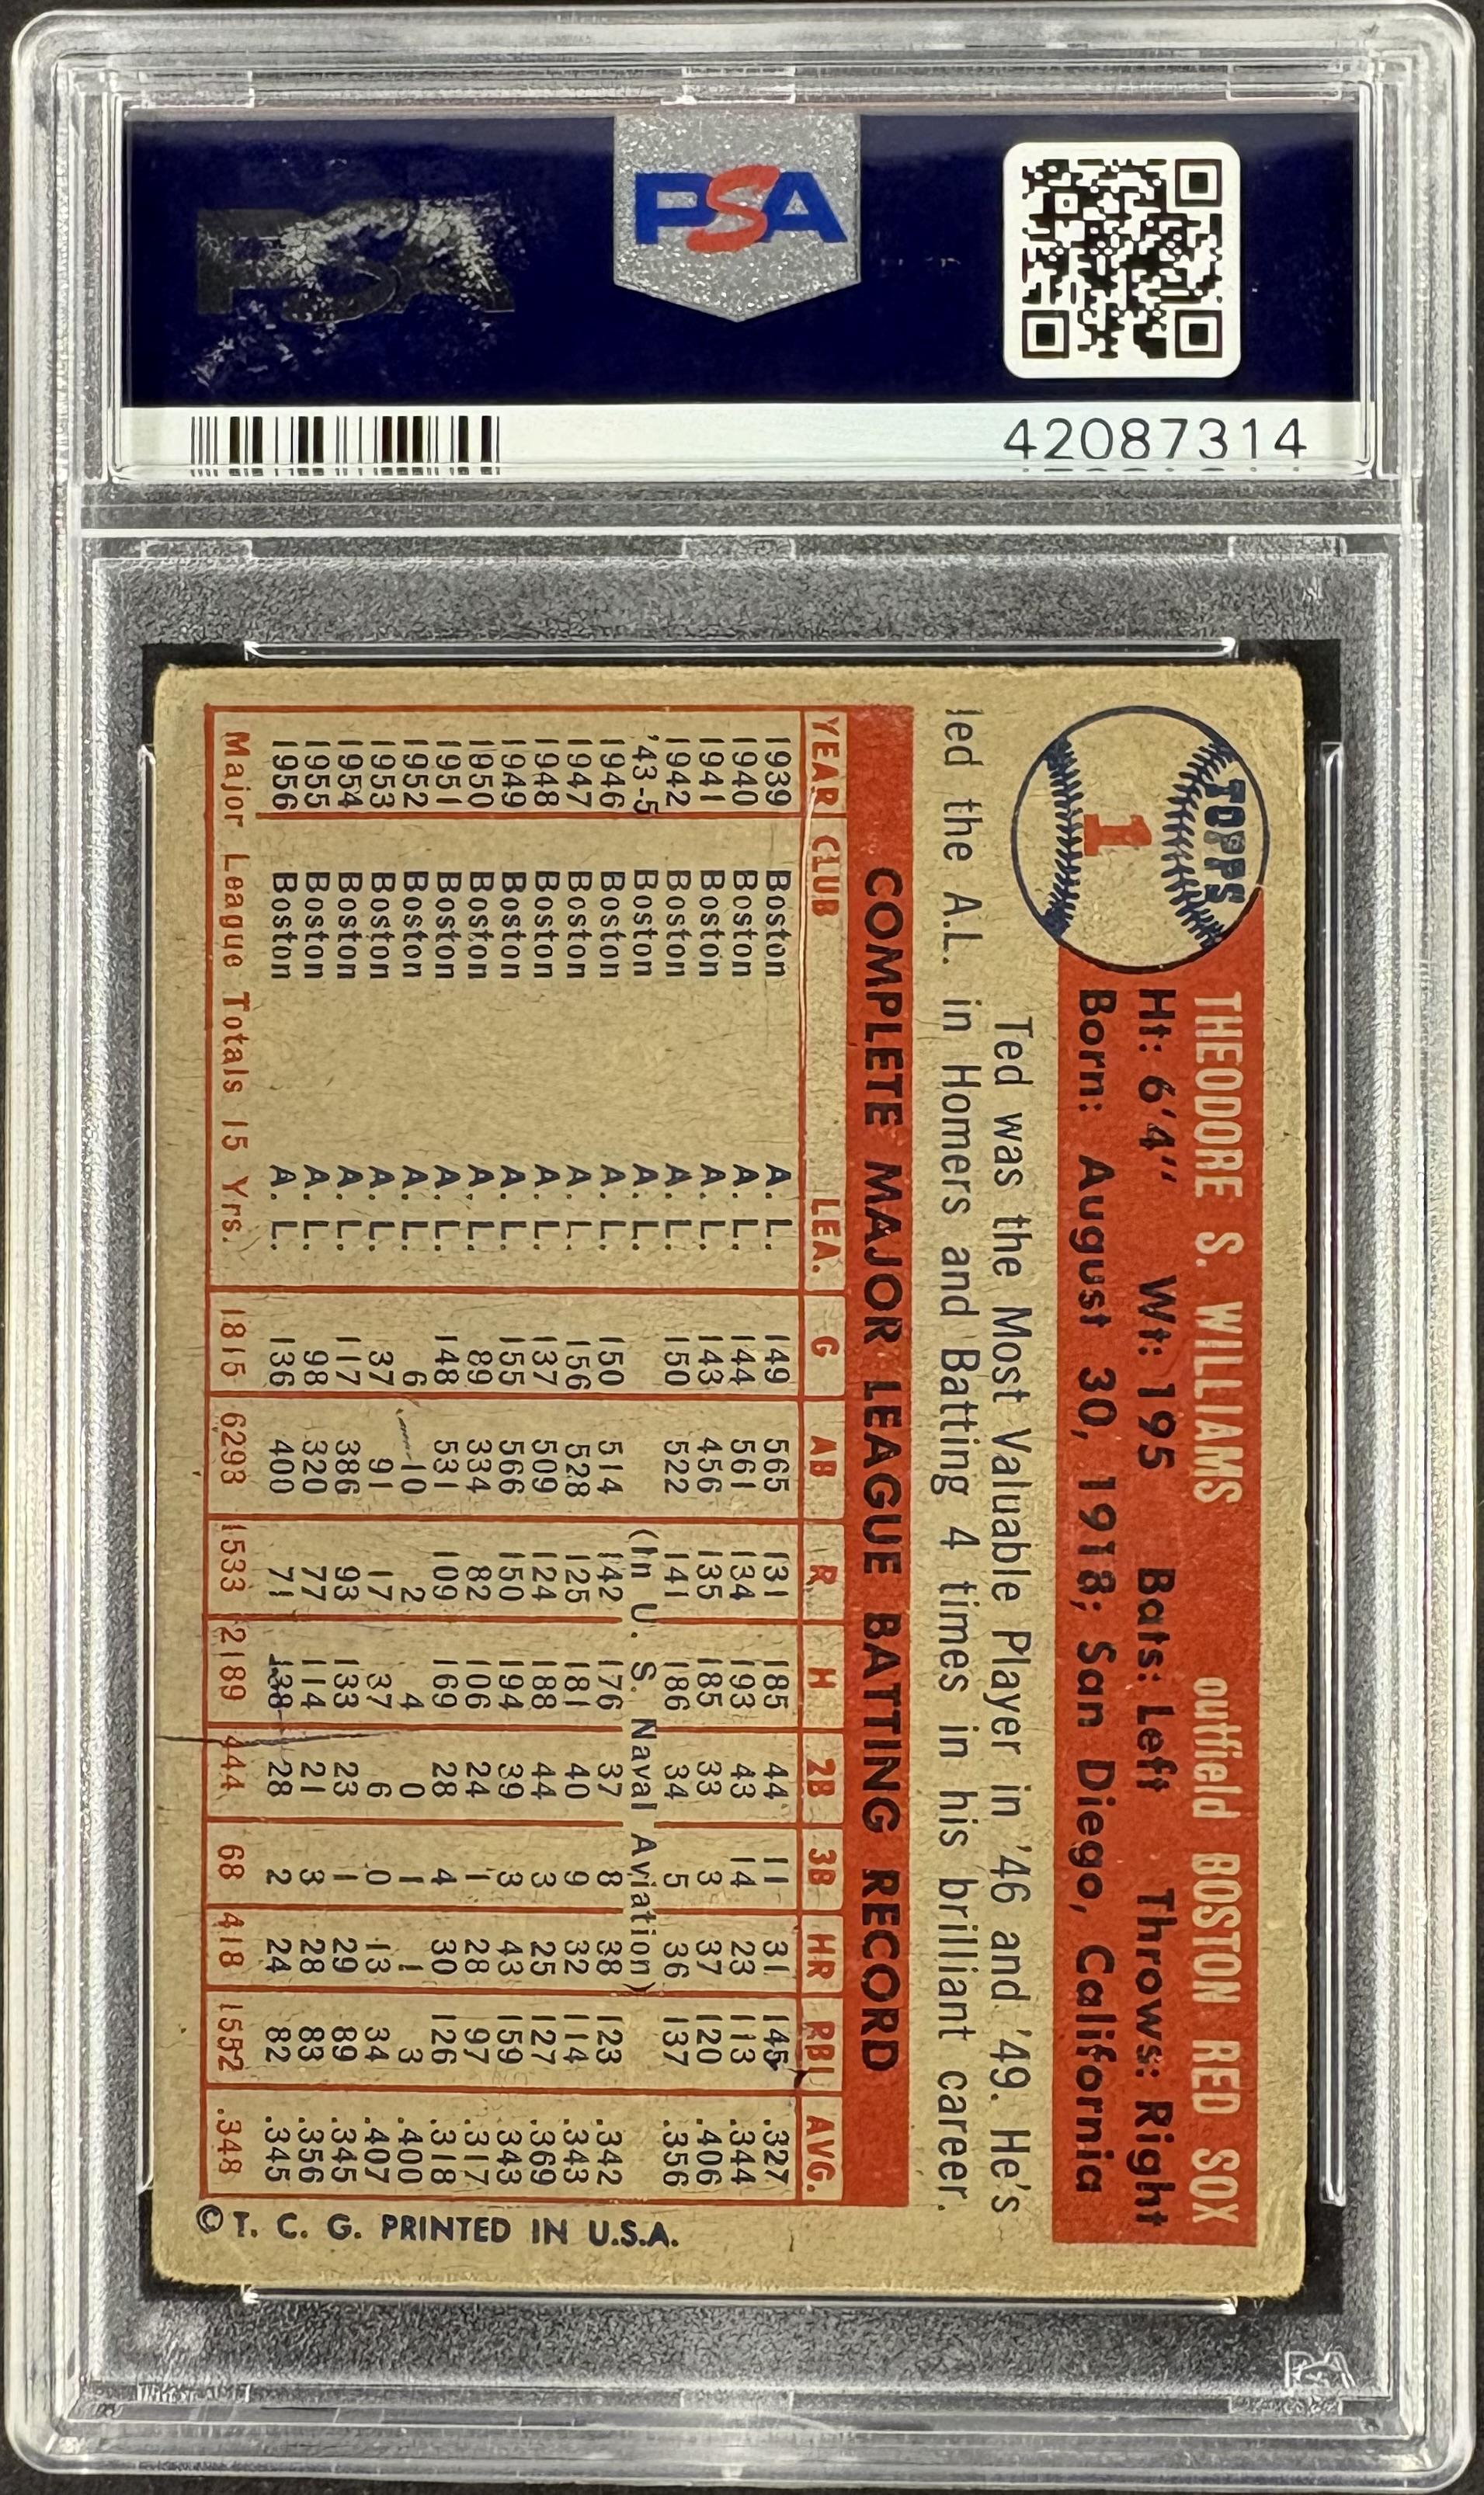 PSA
PSA
42087314
TOPPS
1
THEODORE S. WILLIAMS outfield BOSTON RED SOX
Ht: 6'4" Wt: 195 Bats: Left Throws: Right
Born: August 30, 1918; San Diego, California
Ted was the Most Valuable Player in '46 and '49. He's
led the A.L. in Homers and Batting 4 times in his brilliant career.
COMPLETE MAJOR LEAGUE BATTING RECORD
YEAR CLUB LEA. G AB R H 2B 3B HR RBI AVG.
1939 Boston A. L. 149 565 131 185 44 11 31 145 .327
1940 Boston A. L. 144 561 134 193 43 14 23 113 .344
1941 Boston A. L. 143 456 135 185 33 3 37 120 .406
1942 Boston A. L. 150 522 141 186 34 5 36 137 .356
'43-5 Boston A. L. (In U. S. Naval Aviation)
1946 Boston A. L. 150 514 142 176 37 8 38 123 .342
1947 Boston A. L. 156 528 125 181 40 9 32 114 .343
1948 Boston A. L. 137 509 124 188 44 3 25 127 .369
1949 Boston A. L. 155 566 150 194 39 3 43 159 .343
1950 Boston A. L. 89 334 82 106 24 1 28 97 .317
1951 Boston A. L. 148 531 109 169 28 4 30 126 .318
1952 Boston A. L. 6 10 2 4 0 1 1 3 .400
1953 Boston A. L. 37 91 17 37 6 0 13 34 .407
1954 Boston A. L. 117 386 93 133 23 1 29 89 .345
1955 Boston A. L. 98 320 77 114 21 3 28 83 .356
1956 Boston A. L. 136 400 71 138 28 2 24 82 .345
Major League Totals 15 Yrs. 1815 6293 1533 2189 444 68 418 1552 .348
© T. C. G. PRINTED IN U.S.A.
PSA